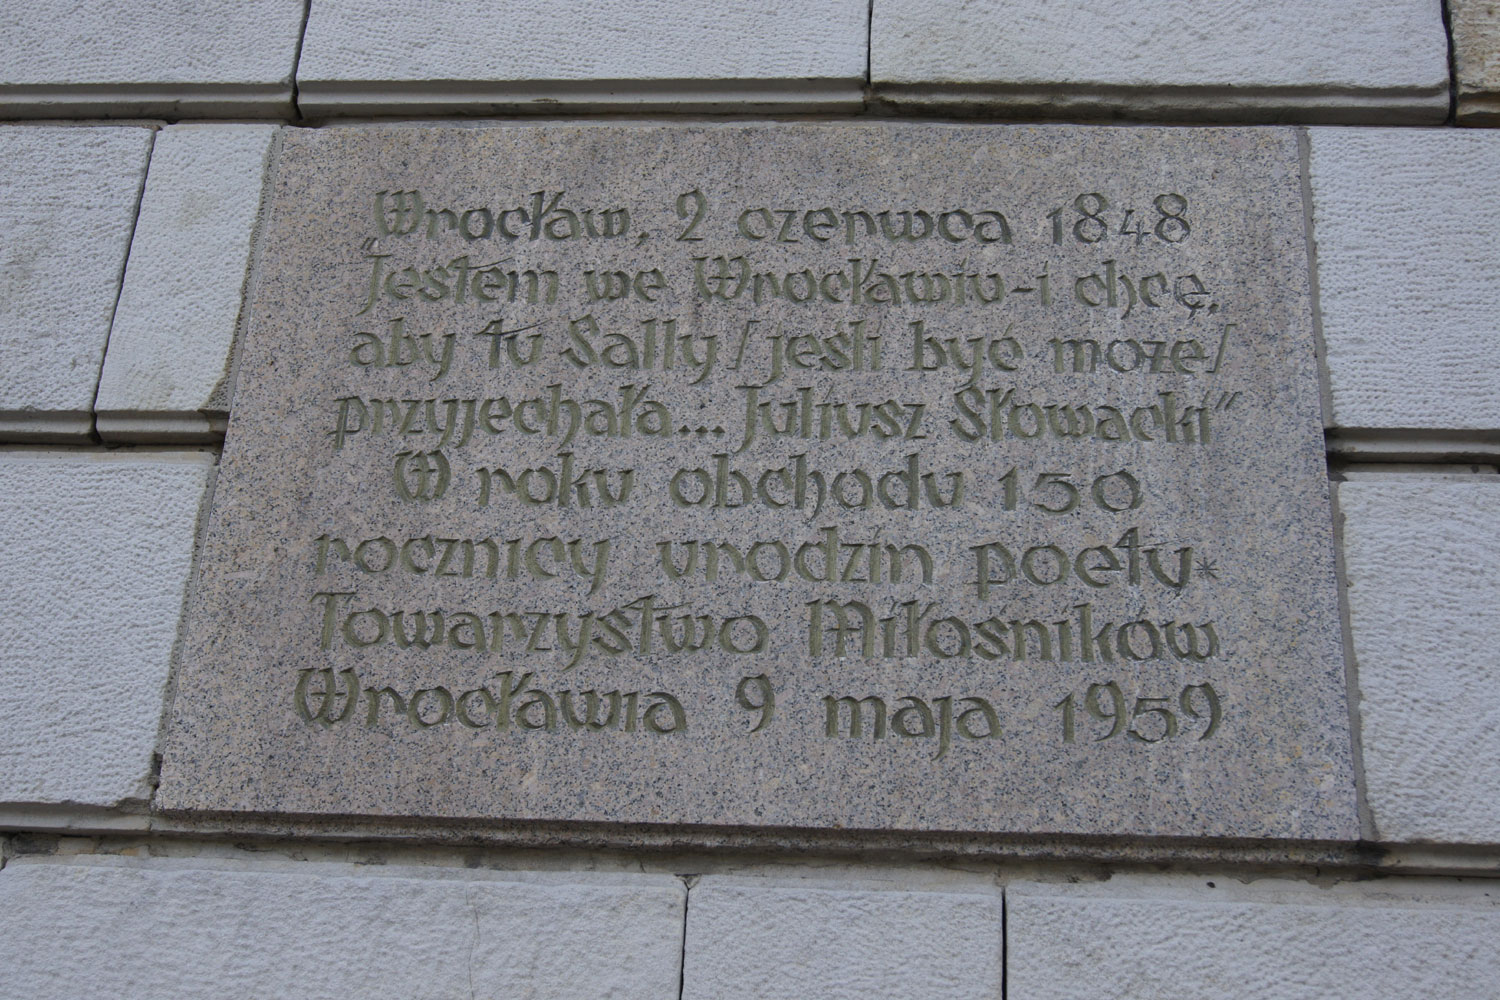 Wrocław, 2 czerwca 1848
„Jestem we Wrocławiu-i chcę,
aby tu Sally /jeśli być może/
przyjechała... Juliusz Słowacki"
W roku obchodu 150
rocznicy urodzin poety*
Towarzystwo Miłośników
Wrocławia 9 maja 1959